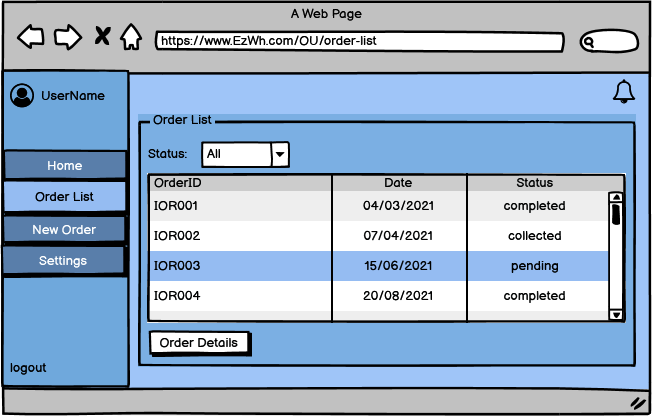 A Web Page
https://www.EzWh.com/OU/order-list
UserName
Home
Order List
New Order
Settings
logout
Order List
Status: All
OrderID Date Status
IOR001 04/03/2021 completed
IOR002 07/04/2021 collected
IOR003 15/06/2021 pending
IOR004 20/08/2021 completed
Order Details